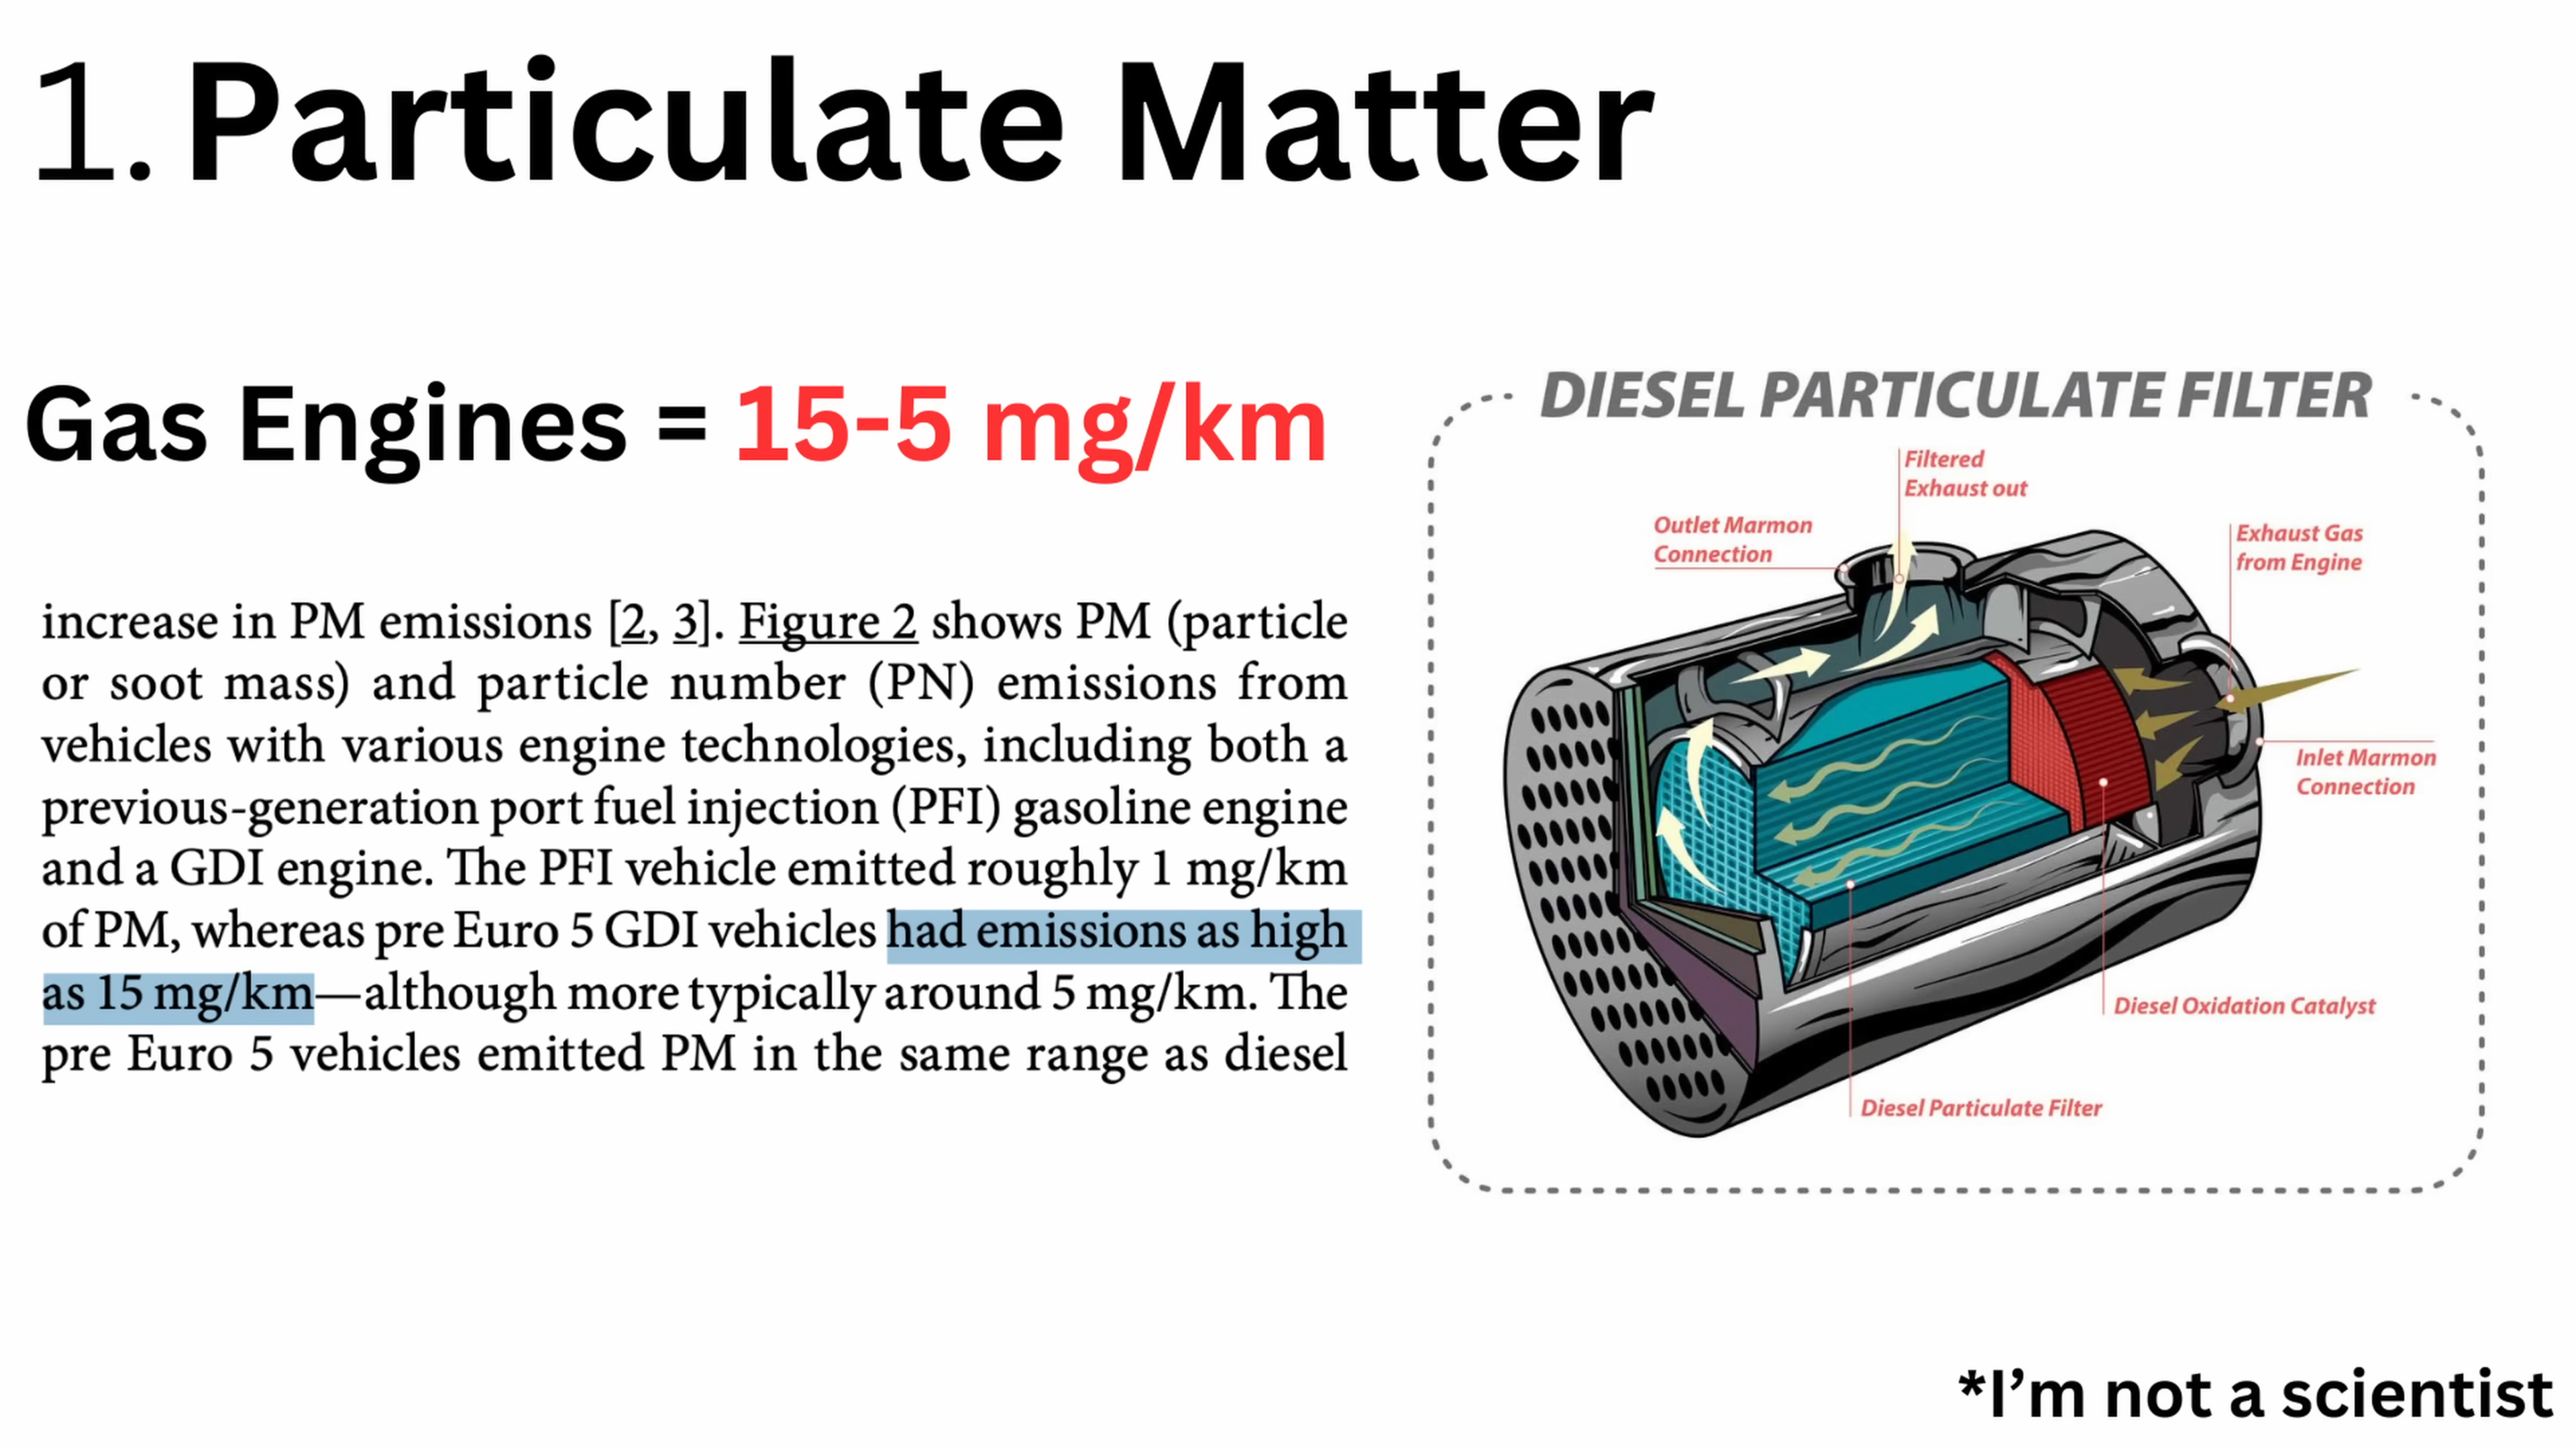 1. Particulate Matter
Gas Engines = 15-5 mg/km
increase in PM emissions [2, 3]. Figure 2 shows PM (particle
or soot mass) and particle number (PN) emissions from
vehicles with various engine technologies, including both a
previous-generation port fuel injection (PFI) gasoline engine
and a GDI engine. The PFI vehicle emitted roughly 1 mg/km
of PM, whereas pre Euro 5 GDI vehicles had emissions as high
as 15 mg/km—although more typically around 5 mg/km. The
pre Euro 5 vehicles emitted PM in the same range as diesel
DIESEL PARTICULATE FILTER
Filtered
Exhaust out
Outlet Marmon
Connection
Exhaust Gas
from Engine
Inlet Marmon
Connection
Diesel Oxidation Catalyst
Diesel Particulate Filter
*I'm not a scientist